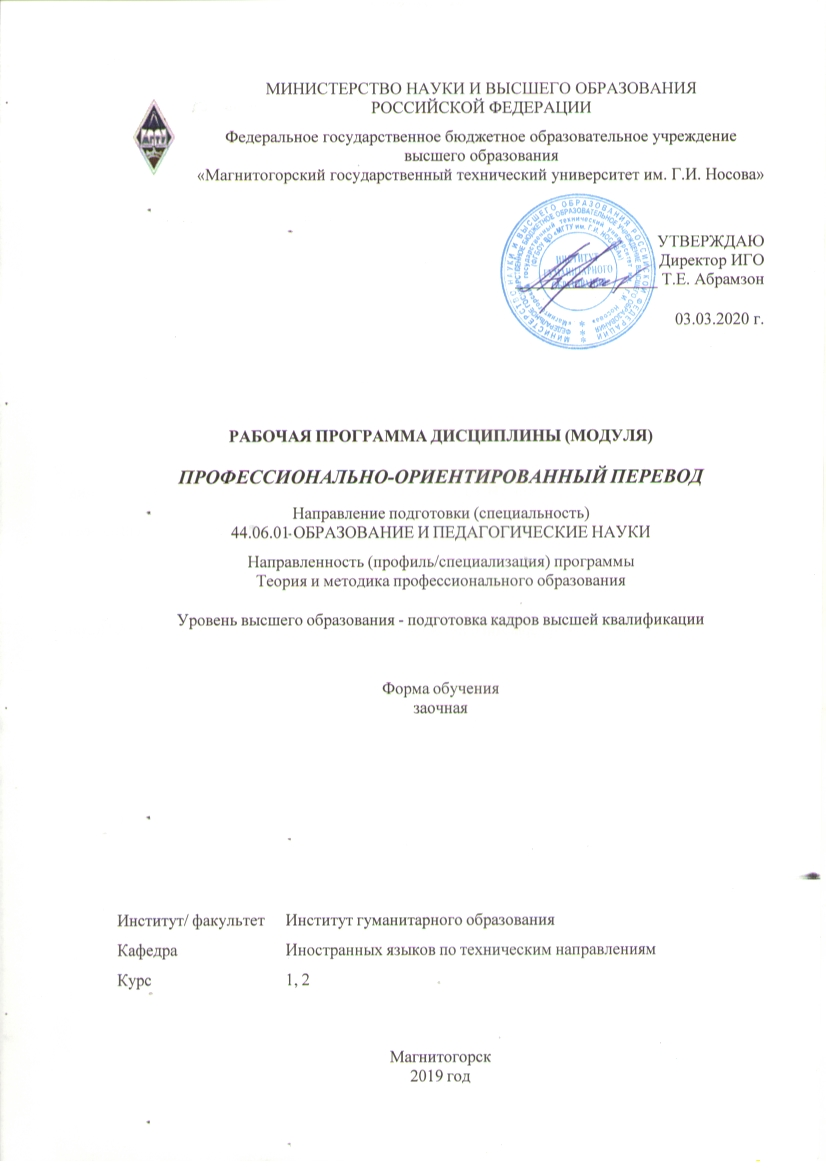 МИНИСТЕРСТВО НАУКИ И ВЫСШЕГО ОБРАЗОВАНИЯ
РОССИЙСКОЙ ФЕДЕРАЦИИ
Федеральное государственное бюджетное образовательное учреждение
высшего образования
«Магнитогорский государственный технический университет им. Г.И. Носова»
УТВЕРЖДАЮ
Директор ИГО
Т.Е. Абрамзон
03.03.2020 г.
РАБОЧАЯ ПРОГРАММА ДИСЦИПЛИНЫ (МОДУЛЯ)
ПРОФЕССИОНАЛЬНО-ОРИЕНТИРОВАННЫЙ ПЕРЕВОД
Направление подготовки (специальность)
44.06.01 ОБРАЗОВАНИЕ И ПЕДАГОГИЧЕСКИЕ НАУКИ
Направленность (профиль/специализация) программы
Теория и методика профессионального образования
Уровень высшего образования - подготовка кадров высшей квалификации
Форма обучения
заочная
Институт/ факультет Институт гуманитарного образования
Кафедра Иностранных языков по техническим направлениям
Курс 1, 2
Магнитогорск
2019 год